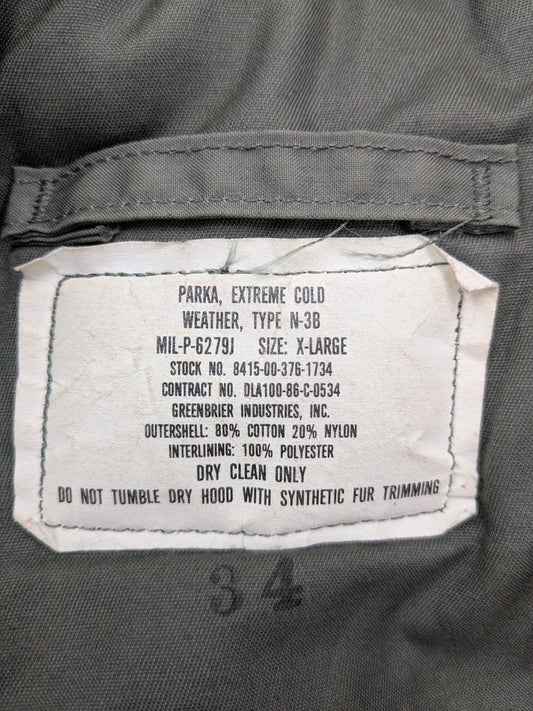 PARKA, EXTREME COLD
WEATHER, TYPE N-3B
MIL-P-6279J SIZE: X-LARGE
STOCK NO. 8415-00-376-1734
CONTRACT NO. DLA100-86-C-0534
GREENBRIER INDUSTRIES, INC.
OUTERSHELL: 80% COTTON 20% NYLON
INTERLINING: 100% POLYESTER
DRY CLEAN ONLY
DO NOT TUMBLE DRY HOOD WITH SYNTHETIC FUR TRIMMING
34